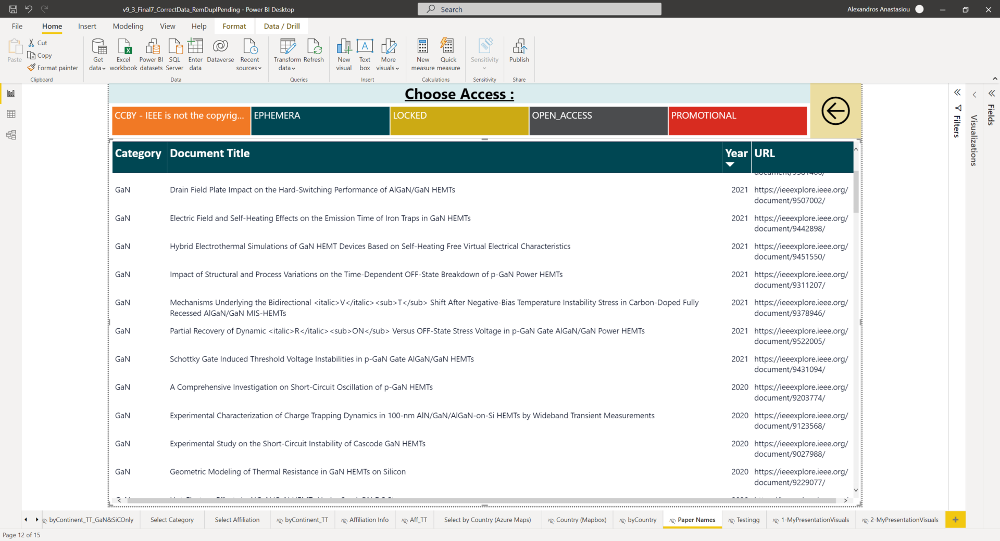 v9_3_Final7_CorrectData_RemDuplPending - Power BI Desktop
Search
Alexandros Anastasiou
File Home Insert Modeling View Help Format Data / Drill
Paste
Cut
Copy
Format painter
Clipboard
Get data
Excel workbook
Power BI datasets
SQL Server
Enter data
Dataverse
Recent sources
Data
Transform data
Refresh
Queries
New visual
Text box
More visuals
Insert
New measure
Quick measure
Calculations
Sensitivity
Sensitivity
Publish
Share
Choose Access :
CCBY - IEEE is not the copyrig... EPHEMERA LOCKED OPEN_ACCESS PROMOTIONAL
Filters
Visualizations
Fields
Category Document Title Year URL
GaN Drain Field Plate Impact on the Hard-Switching Performance of AlGaN/GaN HEMTs 2021 https://ieeexplore.ieee.org/
document/9507002/
GaN Electric Field and Self-Heating Effects on the Emission Time of Iron Traps in GaN HEMTs 2021 https://ieeexplore.ieee.org/
document/9442898/
GaN Hybrid Electrothermal Simulations of GaN HEMT Devices Based on Self-Heating Free Virtual Electrical Characteristics 2021 https://ieeexplore.ieee.org/
document/9451550/
GaN Impact of Structural and Process Variations on the Time-Dependent OFF-State Breakdown of p-GaN Power HEMTs 2021 https://ieeexplore.ieee.org/
document/9311207/
GaN Mechanisms Underlying the Bidirectional <italic>V</italic><sub>T</sub> Shift After Negative-Bias Temperature Instability Stress in Carbon-Doped Fully 2021 https://ieeexplore.ieee.org/
Recessed AlGaN/GaN MIS-HEMTs document/9378946/
GaN Partial Recovery of Dynamic <italic>R</italic><sub>ON</sub> Versus OFF-State Stress Voltage in p-GaN Gate AlGaN/GaN Power HEMTs 2021 https://ieeexplore.ieee.org/
document/9522005/
GaN Schottky Gate Induced Threshold Voltage Instabilities in p-GaN Gate AlGaN/GaN HEMTs 2021 https://ieeexplore.ieee.org/
document/9431094/
GaN A Comprehensive Investigation on Short-Circuit Oscillation of p-GaN HEMTs 2020 https://ieeexplore.ieee.org/
document/9203774/
GaN Experimental Characterization of Charge Trapping Dynamics in 100-nm AlN/GaN/AlGaN-on-Si HEMTs by Wideband Transient Measurements 2020 https://ieeexplore.ieee.org/
document/9123568/
GaN Experimental Study on the Short-Circuit Instability of Cascode GaN HEMTs 2020 https://ieeexplore.ieee.org/
document/9027988/
GaN Geometric Modeling of Thermal Resistance in GaN HEMTs on Silicon 2020 https://ieeexplore.ieee.org/
document/9229077/
byContinent_TT_GaN&SiCOnly Select Category Select Affiliation byContinent_TT Affiliation Info Aff_TT Select by Country (Azure Maps) Country (Mapbox) byCountry Paper Names Testingg 1-MyPresentationVisuals 2-MyPresentationVisuals
Page 12 of 15